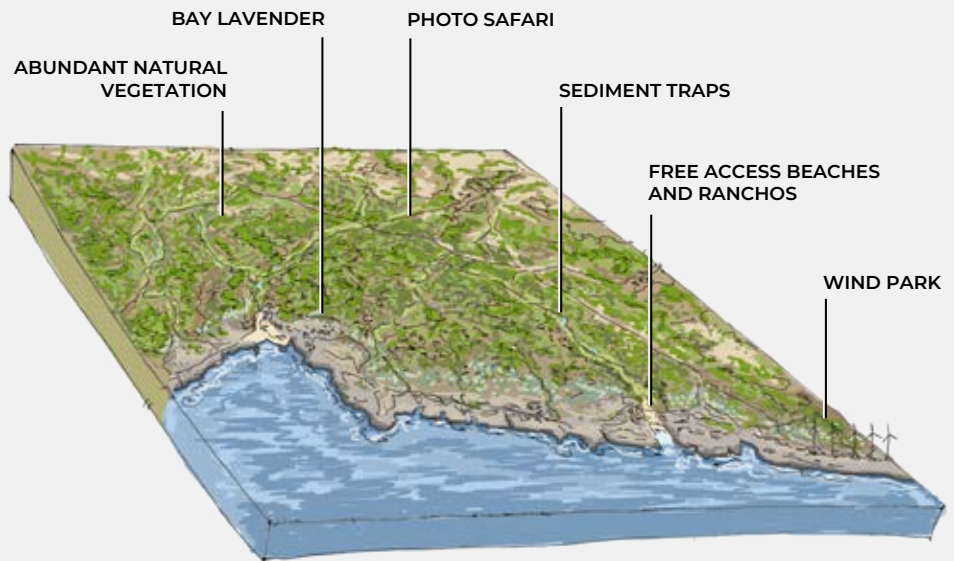 BAY LAVENDER
PHOTO SAFARI
ABUNDANT NATURAL
VEGETATION
SEDIMENT TRAPS
FREE ACCESS BEACHES
AND RANCHOS
WIND PARK